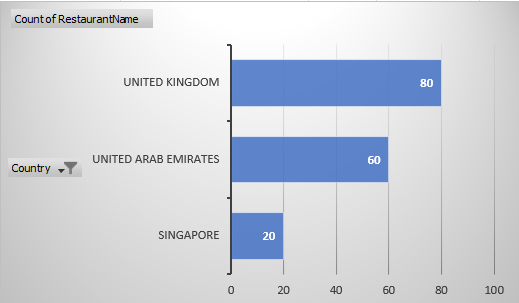 Count of RestaurantName
UNITED KINGDOM
80
Country
UNITED ARAB EMIRATES
60
SINGAPORE
20
0 20 40 60 80 100